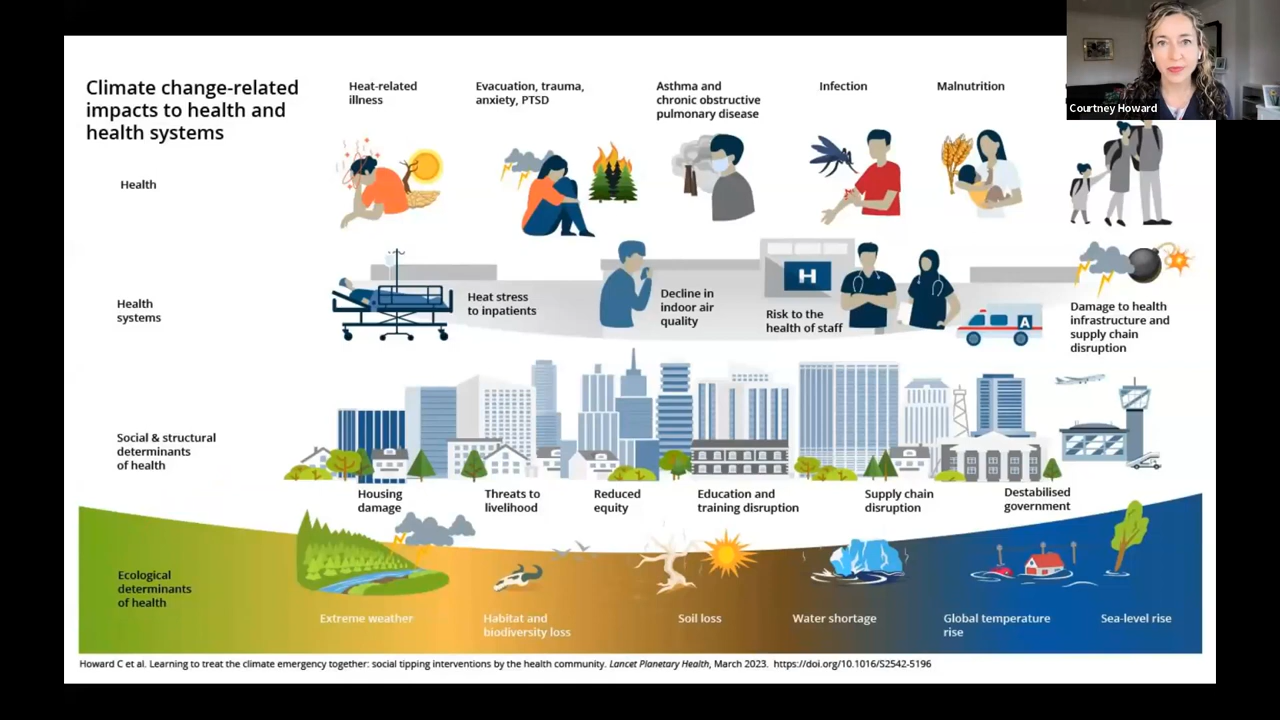 Climate change-related
impacts to health and
health systems
Heat-related
illness
Evacuation, trauma,
anxiety, PTSD
Asthma and
chronic obstructive
pulmonary disease
Infection
Malnutrition
Courtney Howard
Health
Health
systems
Heat stress
to inpatients
Decline in
indoor air
quality
H
Risk to the
health of staff
A
Damage to health
infrastructure and
supply chain
disruption
Social & structural
determinants
of health
Housing
damage
Threats to
livelihood
Reduced
equity
Education and
training disruption
Supply chain
disruption
Destabilised
government
Ecological
determinants
of health
Extreme weather
Habitat and
biodiversity loss
Soil loss
Water shortage
Global temperature
rise
Sea-level rise
Howard C et al. Learning to treat the climate emergency together: social tipping interventions by the health community. Lancet Planetary Health, March 2023. https://doi.org/10.1016/S2542-5196